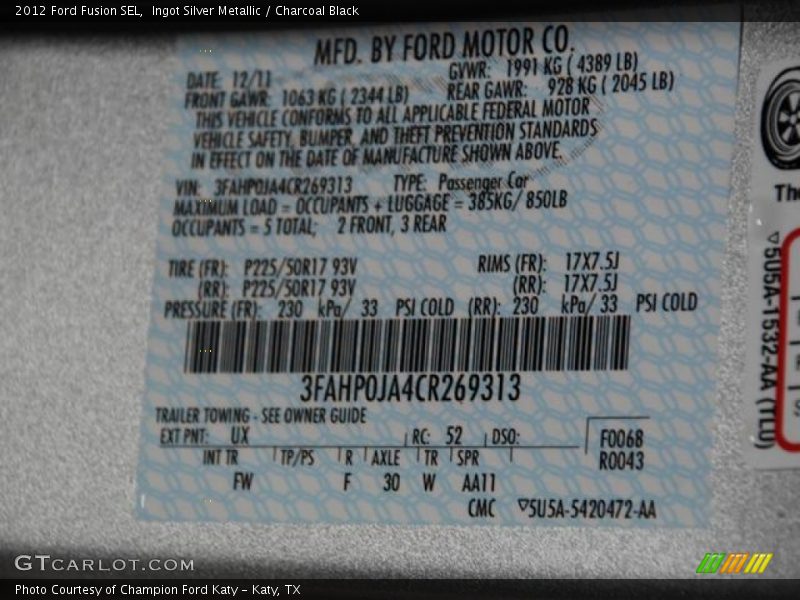 2012 Ford Fusion SEL,  Ingot Silver Metallic / Charcoal Black
MFD. BY FORD MOTOR CO.
DATE: 12/11 GVWR: 1991 KG ( 4389 LB)
FRONT GAWR: 1063 KG ( 2344 LB) REAR GAWR: 928 KG ( 2045 LB)
THIS VEHICLE CONFORMS TO ALL APPLICABLE FEDERAL MOTOR
VEHICLE SAFETY, BUMPER, AND THEFT PREVENTION STANDARDS
IN EFFECT ON THE DATE OF MANUFACTURE SHOWN ABOVE.
VIN: 3FAHP0JA4CR269313 TYPE: Passenger Car
MAXIMUM LOAD = OCCUPANTS + LUGGAGE = 385KG/ 850LB
OCCUPANTS = 5 TOTAL; 2 FRONT, 3 REAR
TIRE (FR): P225/50R17 93V RIMS (FR): 17X7.5J
(RR): P225/50R17 93V (RR): 17X7.5J
PRESSURE (FR): 230 kPa/ 33 PSI COLD (RR): 230 kPa/ 33 PSI COLD
3FAHP0JA4CR269313
TRAILER TOWING - SEE OWNER GUIDE
EXT PNT: UX RC: 52 DSO:
F0068
R0043
INT TR TP/PS R AXLE TR SPR
FW F 30 W AA11
CMC ▽5U5A-5420472-AA
The
▽5U5A-1532-AA (TLU)
GTCARLOT.COM
Photo Courtesy of Champion Ford Katy – Katy, TX